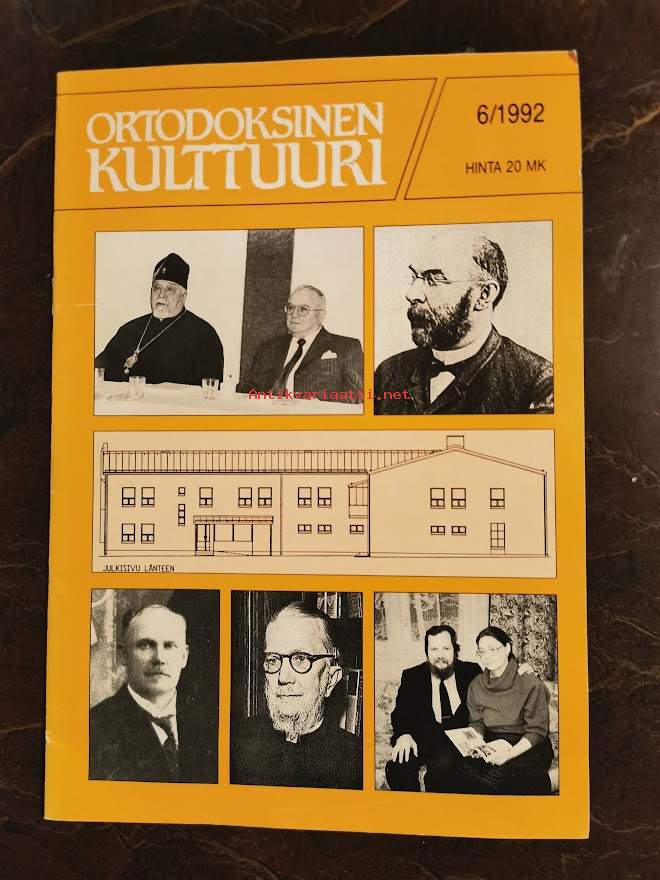 ORTODOKSINEN
KULTTUURI
6/1992
HINTA 20 MK
Antikvariaatti.net
JULKISIVU LÄNTEEN